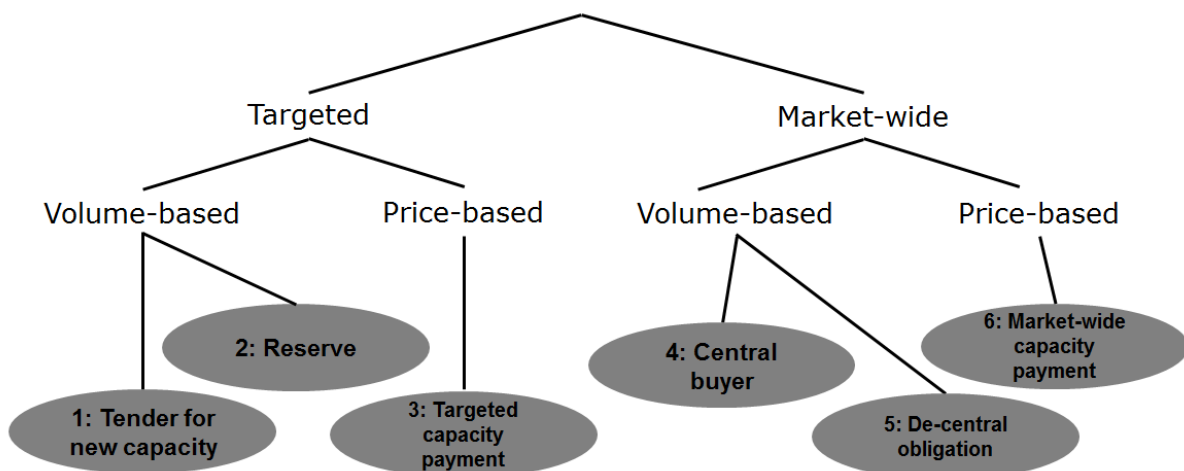 Targeted
Market-wide
Volume-based
Price-based
Volume-based
Price-based
2: Reserve
4: Central
buyer
6: Market-wide
capacity
payment
1: Tender for
new capacity
3: Targeted
capacity
payment
5: De-central
obligation